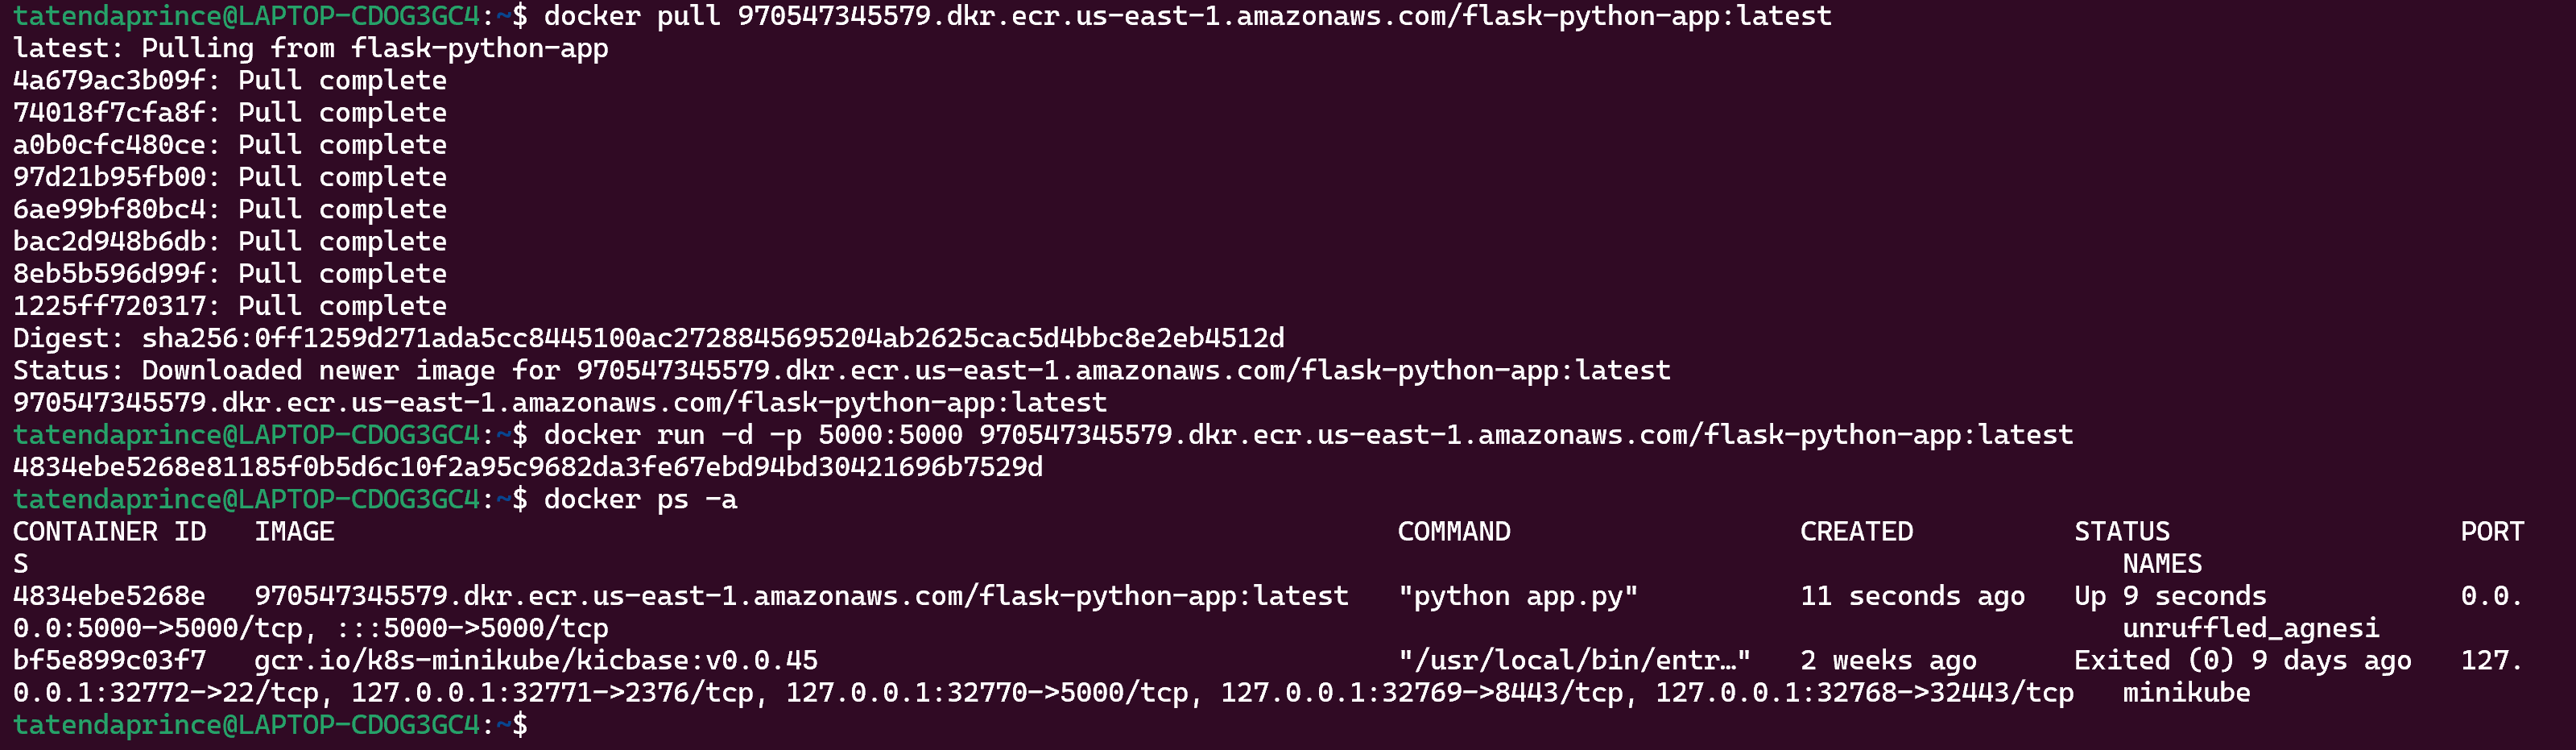 tatendaprince@LAPTOP-CDOG3GC4:~$ docker pull 970547345579.dkr.ecr.us-east-1.amazonaws.com/flask-python-app:latest
latest: Pulling from flask-python-app
4a679ac3b09f: Pull complete
74018f7cfa8f: Pull complete
a0b0cfc480ce: Pull complete
97d21b95fb00: Pull complete
6ae99bf80bc4: Pull complete
bac2d948b6db: Pull complete
8eb5b596d99f: Pull complete
1225ff720317: Pull complete
Digest: sha256:0ff1259d271ada5cc8445100ac2728845695204ab2625cac5d4bbc8e2eb4512d
Status: Downloaded newer image for 970547345579.dkr.ecr.us-east-1.amazonaws.com/flask-python-app:latest
970547345579.dkr.ecr.us-east-1.amazonaws.com/flask-python-app:latest
tatendaprince@LAPTOP-CDOG3GC4:~$ docker run -d -p 5000:5000 970547345579.dkr.ecr.us-east-1.amazonaws.com/flask-python-app:latest
4834ebe5268e81185f0b5d6c10f2a95c9682da3fe67ebd94bd30421696b7529d
tatendaprince@LAPTOP-CDOG3GC4:~$ docker ps -a
CONTAINER ID   IMAGE                                                                  COMMAND                  CREATED          STATUS                  PORT
S                                                                                                                                  NAMES
4834ebe5268e   970547345579.dkr.ecr.us-east-1.amazonaws.com/flask-python-app:latest   "python app.py"          11 seconds ago   Up 9 seconds            0.0.
0.0:5000->5000/tcp, :::5000->5000/tcp                                                                                              unruffled_agnesi
bf5e899c03f7   gcr.io/k8s-minikube/kicbase:v0.0.45                                    "/usr/local/bin/entr…"   2 weeks ago      Exited (0) 9 days ago   127.
0.0.1:32772->22/tcp, 127.0.0.1:32771->2376/tcp, 127.0.0.1:32770->5000/tcp, 127.0.0.1:32769->8443/tcp, 127.0.0.1:32768->32443/tcp   minikube
tatendaprince@LAPTOP-CDOG3GC4:~$